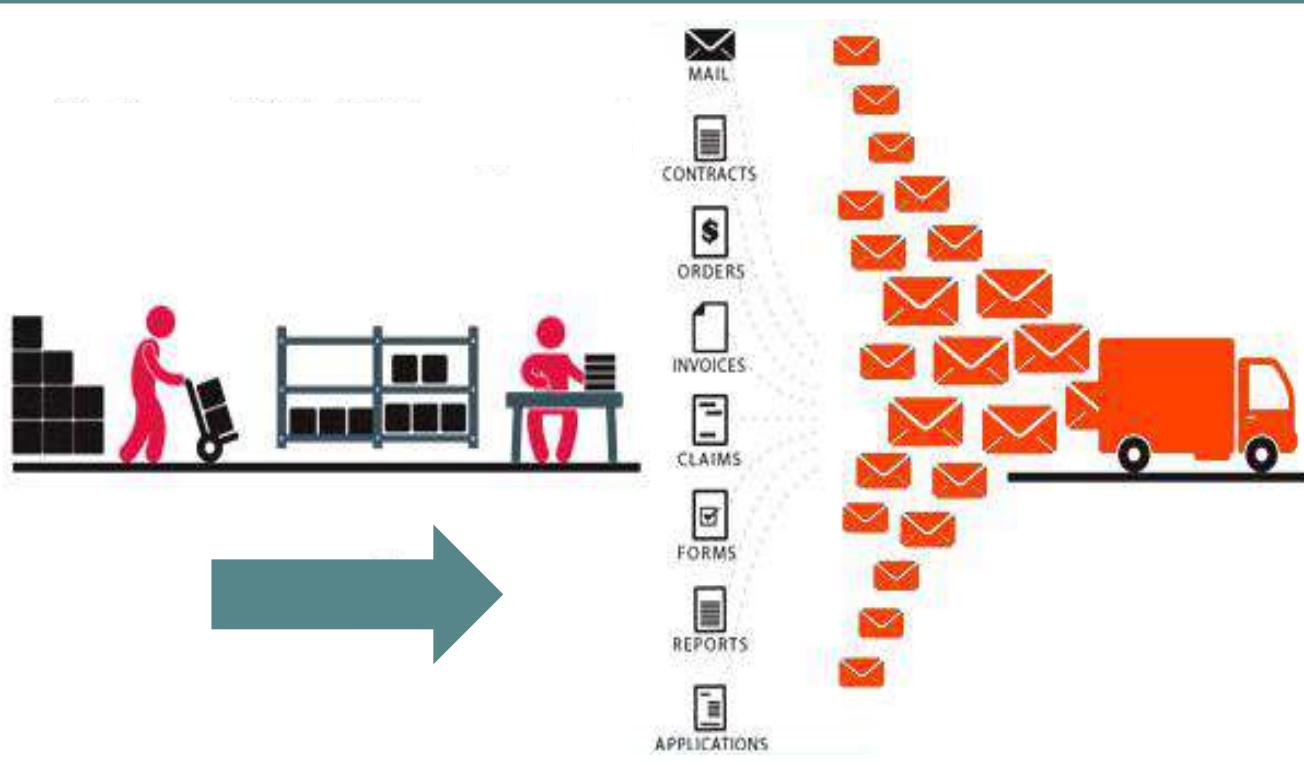 MAIL
CONTRACTS
$
ORDERS
INVOICES
CLAIMS
FORMS
REPORTS
APPLICATIONS